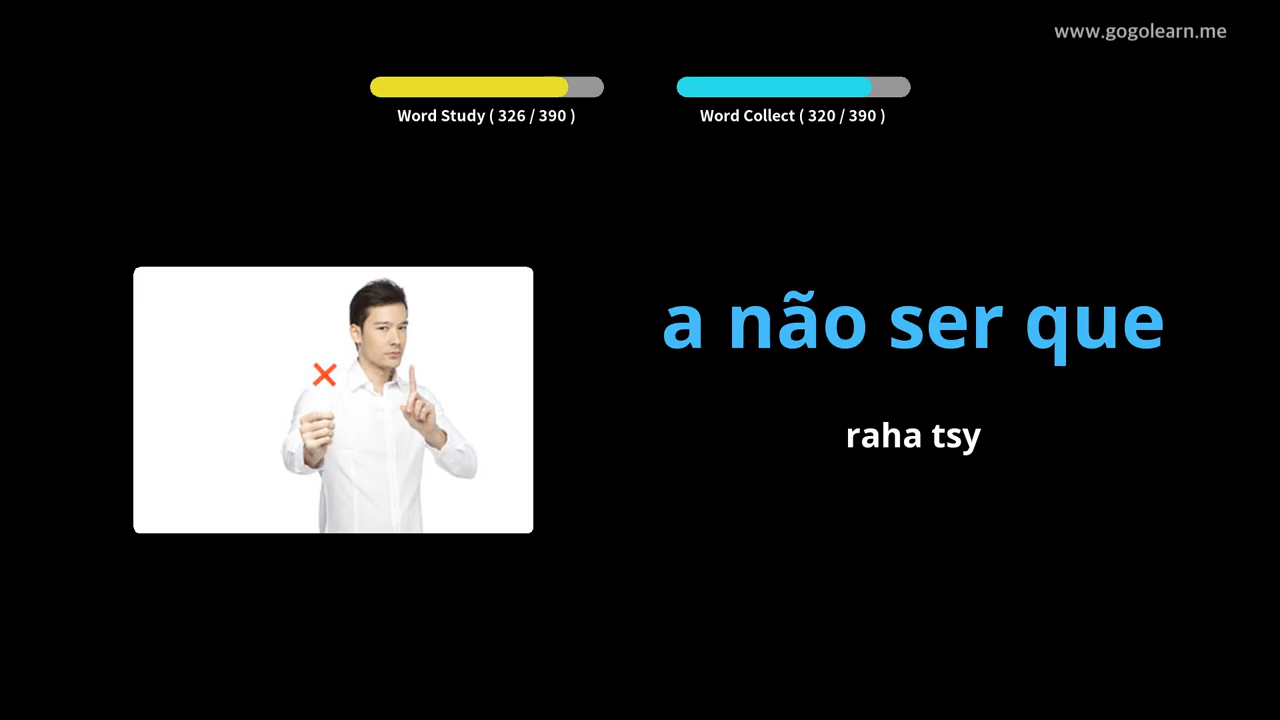 www.gogolearn.me
Word Study ( 326 / 390 )
Word Collect ( 320 / 390 )
a não ser que
raha tsy